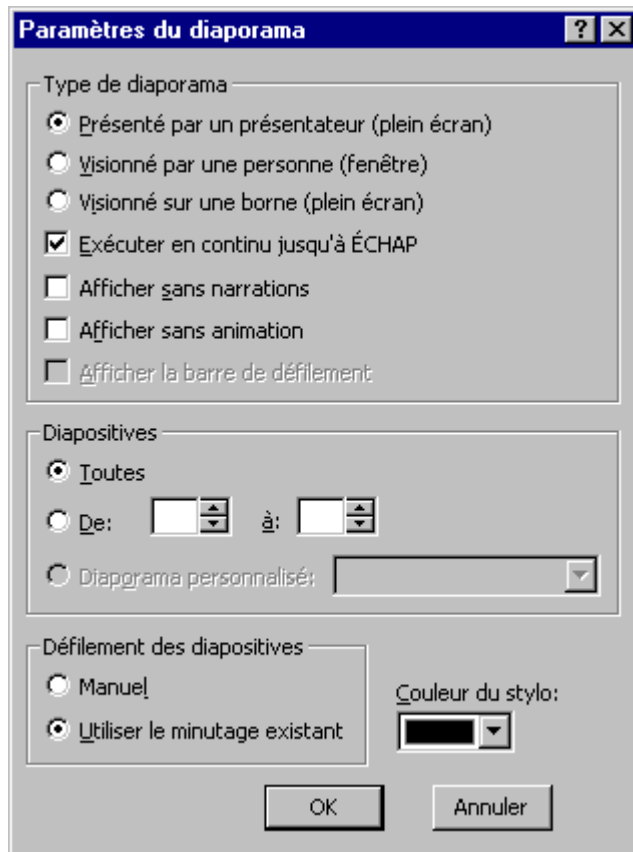 Paramètres du diaporama
Type de diaporama
Présenté par un présentateur (plein écran)
Visionné par une personne (fenêtre)
Visionné sur une borne (plein écran)
Exécuter en continu jusqu'à ÉCHAP
Afficher sans narrations
Afficher sans animation
Afficher la barre de défilement
Diapositives
Toutes
De: à:
Diaporama personnalisé:
Défilement des diapositives
Manuel
Utiliser le minutage existant
Couleur du stylo:
OK Annuler